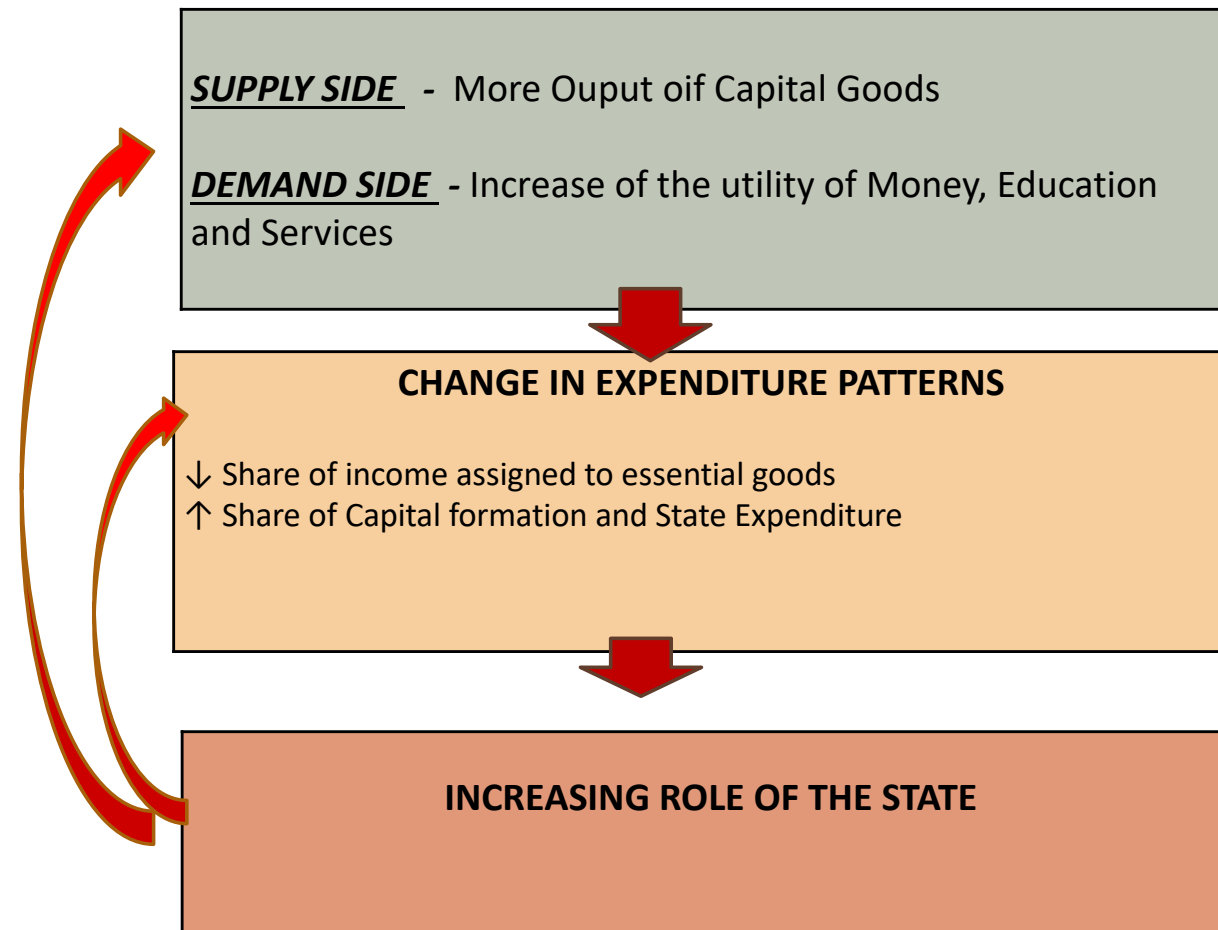 SUPPLY SIDE - More Ouput oif Capital Goods
DEMAND SIDE - Increase of the utility of Money, Education
and Services
CHANGE IN EXPENDITURE PATTERNS
↓ Share of income assigned to essential goods
↑ Share of Capital formation and State Expenditure
INCREASING ROLE OF THE STATE